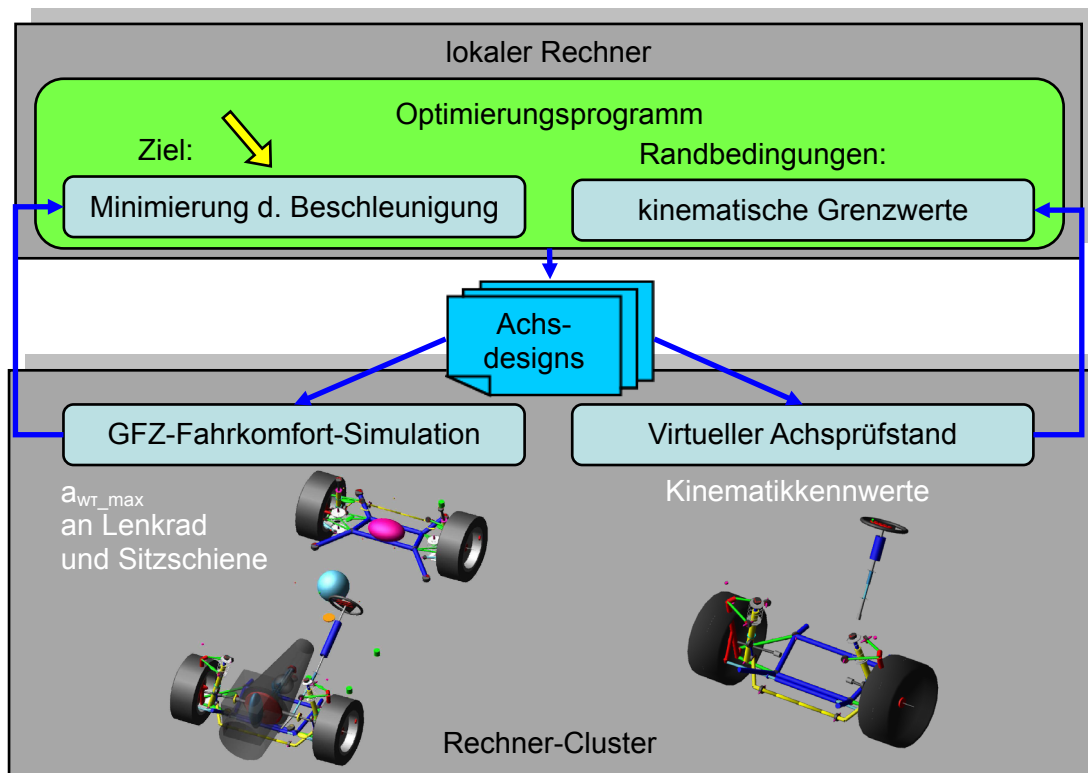 lokaler Rechner
Optimierungsprogramm
Ziel:
Randbedingungen:
Minimierung d. Beschleunigung
kinematische Grenzwerte
Achs-
designs
GFZ-Fahrkomfort-Simulation
Virtueller Achsprüfstand
a_WT_max
an Lenkrad
und Sitzschiene
Kinematikkennwerte
Rechner-Cluster